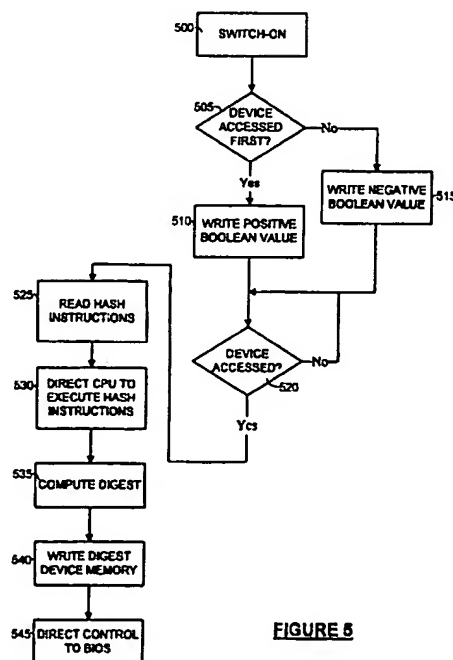 500
SWITCH-ON
505
DEVICE
ACCESSED
FIRST?
No
Yes
510
WRITE POSITIVE
BOOLEAN VALUE
WRITE NEGATIVE
BOOLEAN VALUE
515
DEVICE
ACCESSED?
No
520
Yes
525
READ HASH
INSTRUCTIONS
530
DIRECT CPU TO
EXECUTE HASH
INSTRUCTIONS
535
COMPUTE DIGEST
540
WRITE DIGEST
DEVICE MEMORY
545
DIRECT CONTROL
TO BIOS
FIGURE 5